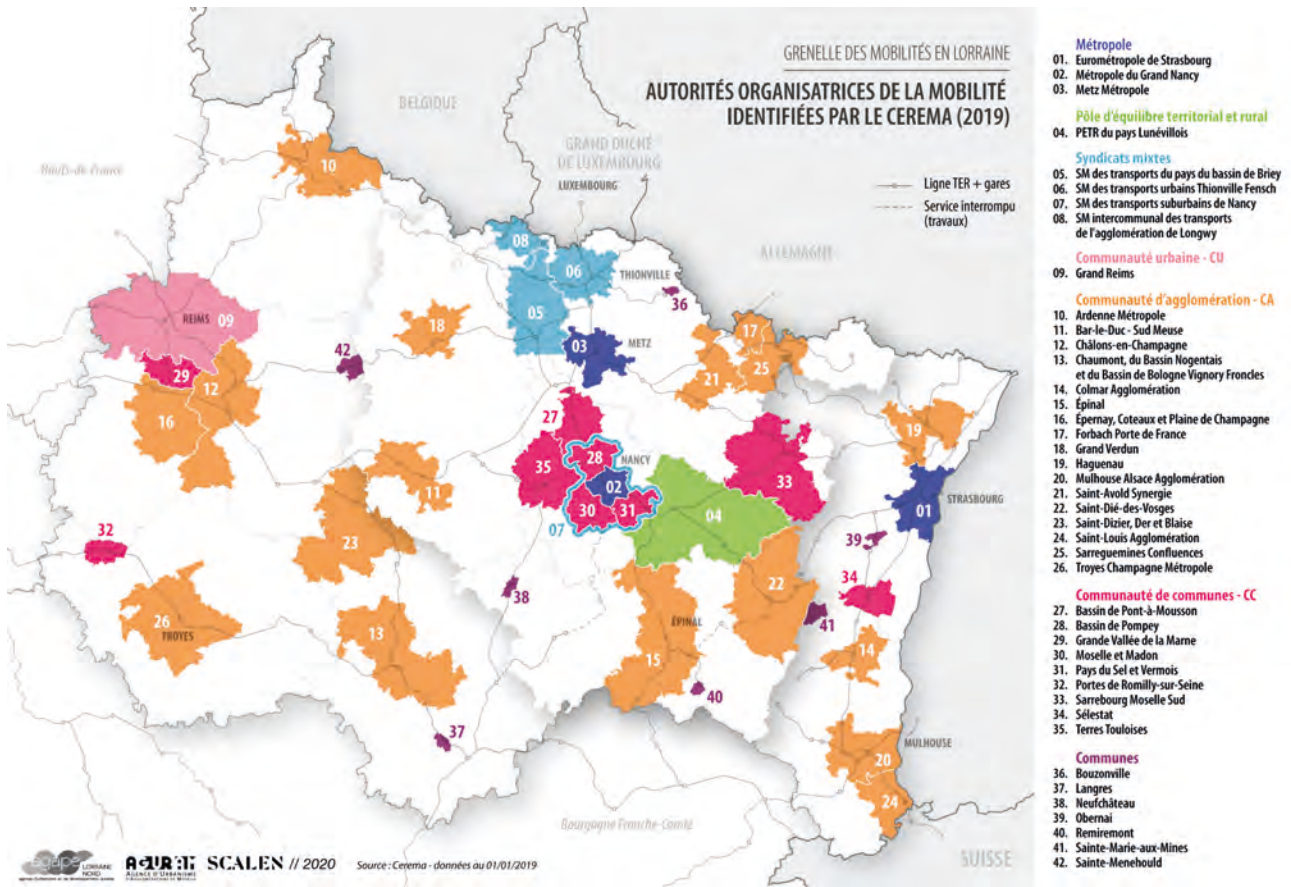 GRENELLE DES MOBILITÉS EN LORRAINE
AUTORITÉS ORGANISATRICES DE LA MOBILITÉ
IDENTIFIÉES PAR LE CEREMA (2019)
Ligne TER + gares
Service interrompu
(travaux)
BELGIQUE
GRAND DUCHÉ
DE LUXEMBOURG
LUXEMBOURG
Hauts-de-France
ALLEMAGNE
10
08
06
THIONVILLE
36
05
REIMS
09
18
03
METZ
17
25
21
42
29
12
16
27
19
35
28
NANCY
02
33
01
STRASBOURG
11
30
31
07
04
32
23
39
38
22
34
41
26
TROYES
13
ÉPINAL
15
14
40
37
20
MULHOUSE
24
Bourgogne Franche-Comté
SUISSE
Métropole
01. Eurométropole de Strasbourg
02. Métropole du Grand Nancy
03. Metz Métropole
Pôle d'équilibre territorial et rural
04. PETR du pays Lunévillois
Syndicats mixtes
05. SM des transports du pays du bassin de Briey
06. SM des transports urbains Thionville Fensch
07. SM des transports suburbains de Nancy
08. SM intercommunal des transports
de l'agglomération de Longwy
Communauté urbaine - CU
09. Grand Reims
Communauté d'agglomération - CA
10. Ardenne Métropole
11. Bar-le-Duc - Sud Meuse
12. Châlons-en-Champagne
13. Chaumont, du Bassin Nogentais
et du Bassin de Bologne Vignory Froncles
14. Colmar Agglomération
15. Épinal
16. Épernay, Coteaux et Plaine de Champagne
17. Forbach Porte de France
18. Grand Verdun
19. Haguenau
20. Mulhouse Alsace Agglomération
21. Saint-Avold Synergie
22. Saint-Dié-des-Vosges
23. Saint-Dizier, Der et Blaise
24. Saint-Louis Agglomération
25. Sarreguemines Confluences
26. Troyes Champagne Métropole
Communauté de communes - CC
27. Bassin de Pont-à-Mousson
28. Bassin de Pompey
29. Grande Vallée de la Marne
30. Moselle et Madon
31. Pays du Sel et Vermois
32. Portes de Romilly-sur-Seine
33. Sarrebourg Moselle Sud
34. Sélestat
35. Terres Touloises
Communes
36. Bouzonville
37. Langres
38. Neufchâteau
39. Obernai
40. Remiremont
41. Sainte-Marie-aux-Mines
42. Sainte-Menehould
agape LORRAINE
NORD
AGURAM
AGENCE D'URBANISME
SCALEN // 2020
Source : Cerema - données au 01/01/2019